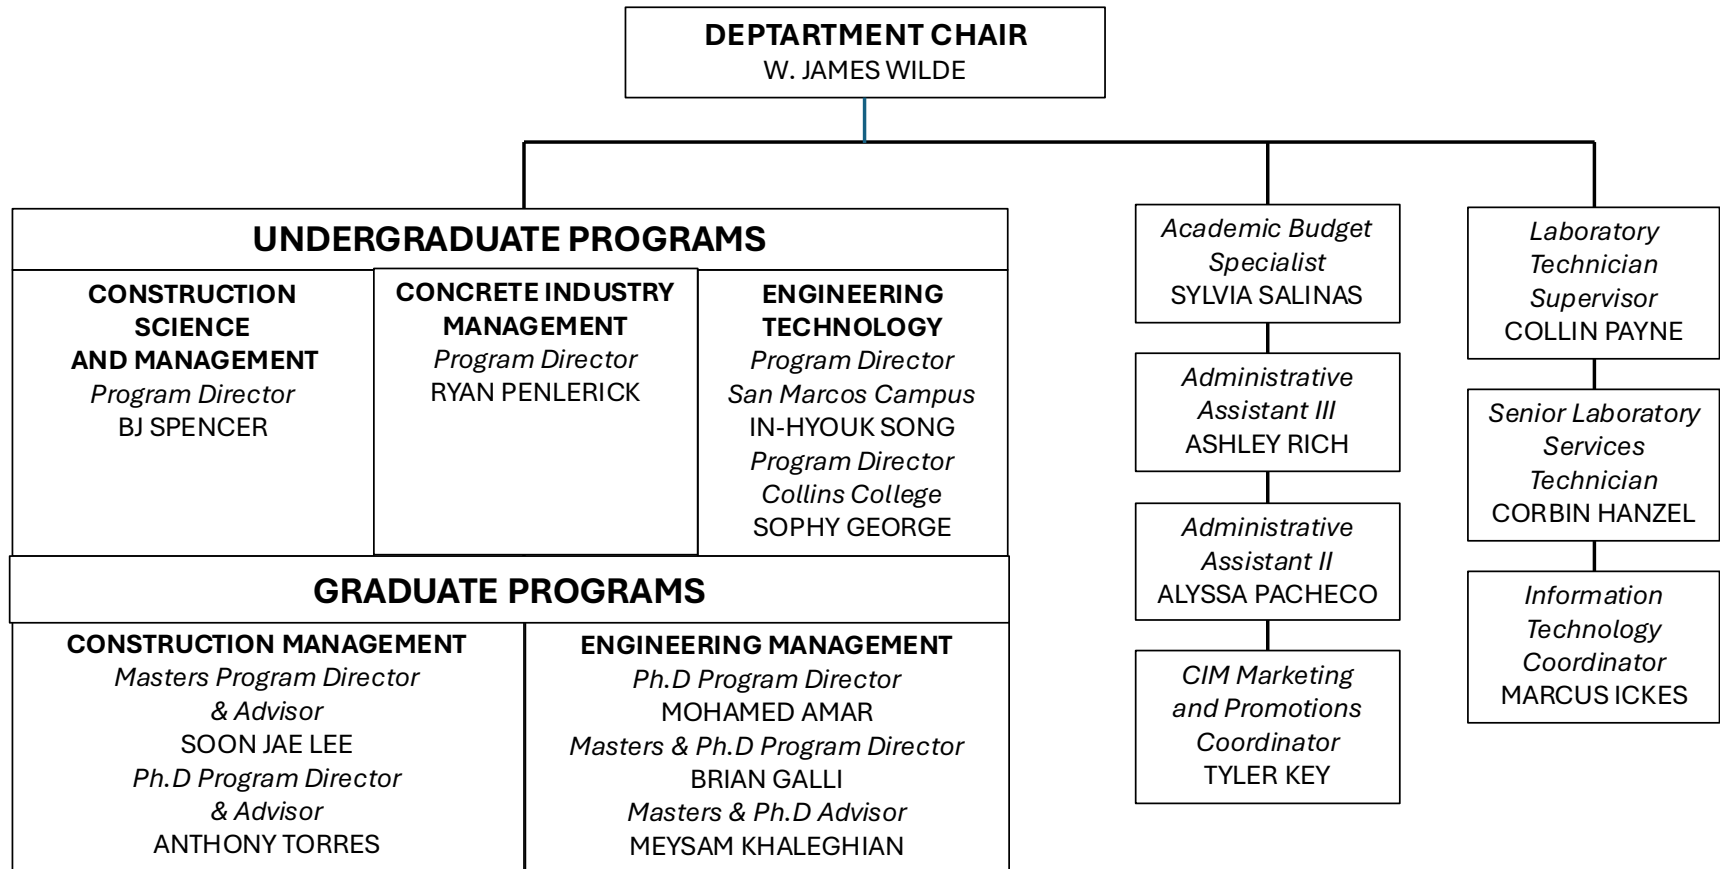 DEPTARTMENT CHAIR
W. JAMES WILDE
UNDERGRADUATE PROGRAMS
CONSTRUCTION
SCIENCE
AND MANAGEMENT
Program Director
BJ SPENCER
CONCRETE INDUSTRY
MANAGEMENT
Program Director
RYAN PENLERICK
ENGINEERING
TECHNOLOGY
Program Director
San Marcos Campus
IN-HYOUK SONG
Program Director
Collins College
SOPHY GEORGE
GRADUATE PROGRAMS
CONSTRUCTION MANAGEMENT
Masters Program Director
& Advisor
SOON JAE LEE
Ph.D Program Director
& Advisor
ANTHONY TORRES
ENGINEERING MANAGEMENT
Ph.D Program Director
MOHAMED AMAR
Masters & Ph.D Program Director
BRIAN GALLI
Masters & Ph.D Advisor
MEYSAM KHALEGHIAN
Academic Budget
Specialist
SYLVIA SALINAS
Administrative
Assistant III
ASHLEY RICH
Administrative
Assistant II
ALYSSA PACHECO
CIM Marketing
and Promotions
Coordinator
TYLER KEY
Laboratory
Technician
Supervisor
COLLIN PAYNE
Senior Laboratory
Services
Technician
CORBIN HANZEL
Information
Technology
Coordinator
MARCUS ICKES